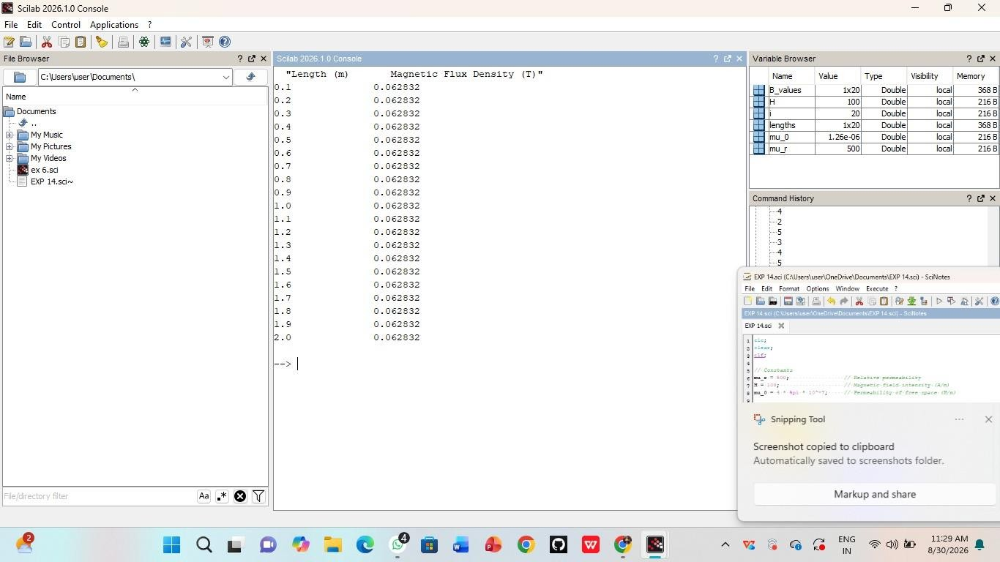 Scilab 2026.1.0 Console
File Edit Control Applications ?
File Browser
C:\Users\user\Documents\
Name
Documents
..
My Music
My Pictures
My Videos
ex 6.sci
EXP 14.sci~
File/directory filter
Aa
.*
Scilab 2026.1.0 Console
"Length (m) Magnetic Flux Density (T)"
0.1 0.062832
0.2 0.062832
0.3 0.062832
0.4 0.062832
0.5 0.062832
0.6 0.062832
0.7 0.062832
0.8 0.062832
0.9 0.062832
1.0 0.062832
1.1 0.062832
1.2 0.062832
1.3 0.062832
1.4 0.062832
1.5 0.062832
1.6 0.062832
1.7 0.062832
1.8 0.062832
1.9 0.062832
2.0 0.062832
-->
Variable Browser
Name Value Type Visibility Memory
B_values 1x20 Double local 368 B
H 100 Double local 216 B
i 20 Double local 216 B
lengths 1x20 Double local 368 B
mu_0 1.26e-06 Double local 216 B
mu_r 500 Double local 216 B
Command History
4
2
5
3
4
5
EXP 14.sci (C:\Users\user\OneDrive\Documents\EXP 14.sci) - SciNotes
File Edit Format Options Window Execute ?
EXP 14.sci (C:\Users\user\OneDrive\Documents\EXP 14.sci) - SciNotes
EXP 14.sci
1 clc;
2 clear;
3 clf;
4
5 // Constants
6 mu_r = 500; // Relative permeability
7 H = 100; // Magnetic field intensity (A/m)
8 mu_0 = 4 * %pi * 10^-7; // Permeability of free space (H/m)
9
Snipping Tool
Screenshot copied to clipboard
Automatically saved to screenshots folder.
Markup and share
2
4
ENG
IN
11:29 AM
8/30/2026